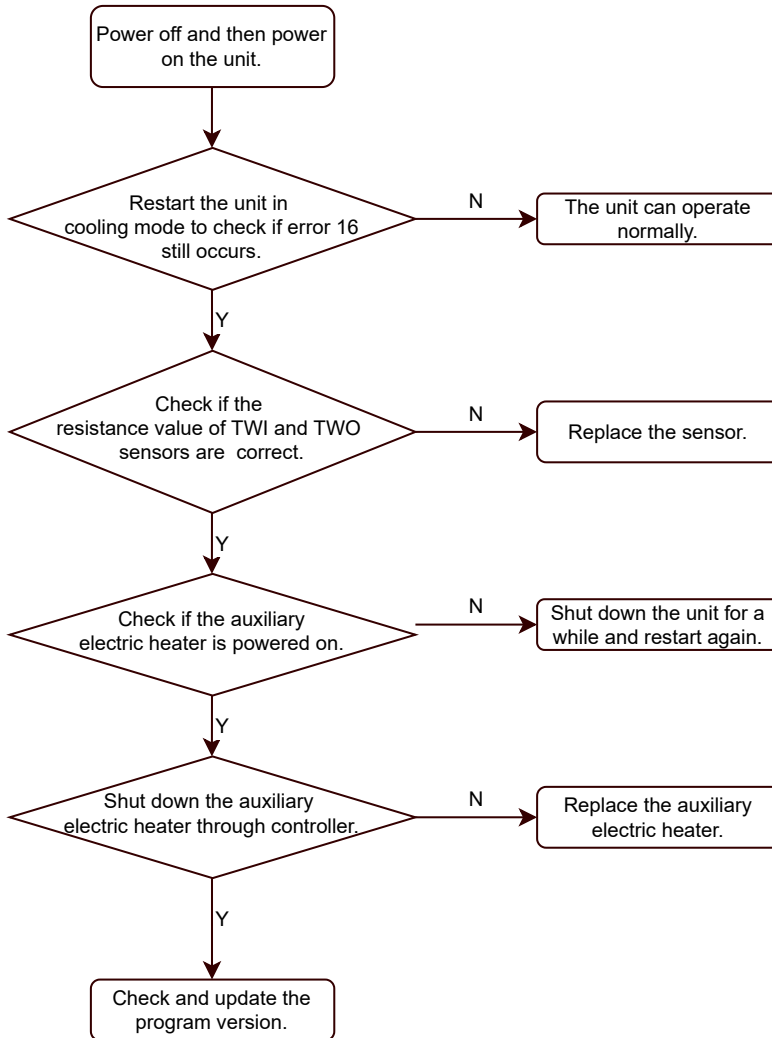 Power off and then power
on the unit.
Restart the unit in
cooling mode to check if error 16
still occurs.
N
The unit can operate
normally.
Y
Check if the
resistance value of TWI and TWO
sensors are correct.
N
Replace the sensor.
Y
Check if the auxiliary
electric heater is powered on.
N
Shut down the unit for a
while and restart again.
Y
Shut down the auxiliary
electric heater through controller.
N
Replace the auxiliary
electric heater.
Y
Check and update the
program version.